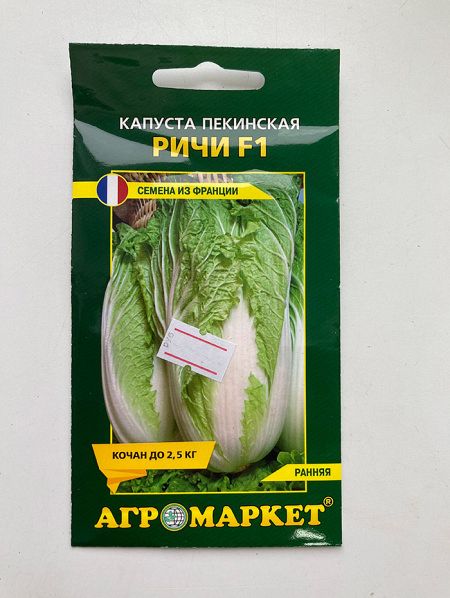 КАПУСТА ПЕКИНСКАЯ
РИЧИ F1
СЕМЕНА ИЗ ФРАНЦИИ
КОЧАН ДО 2,5 КГ
РАННЯЯ
АГРОМАРКЕТ®